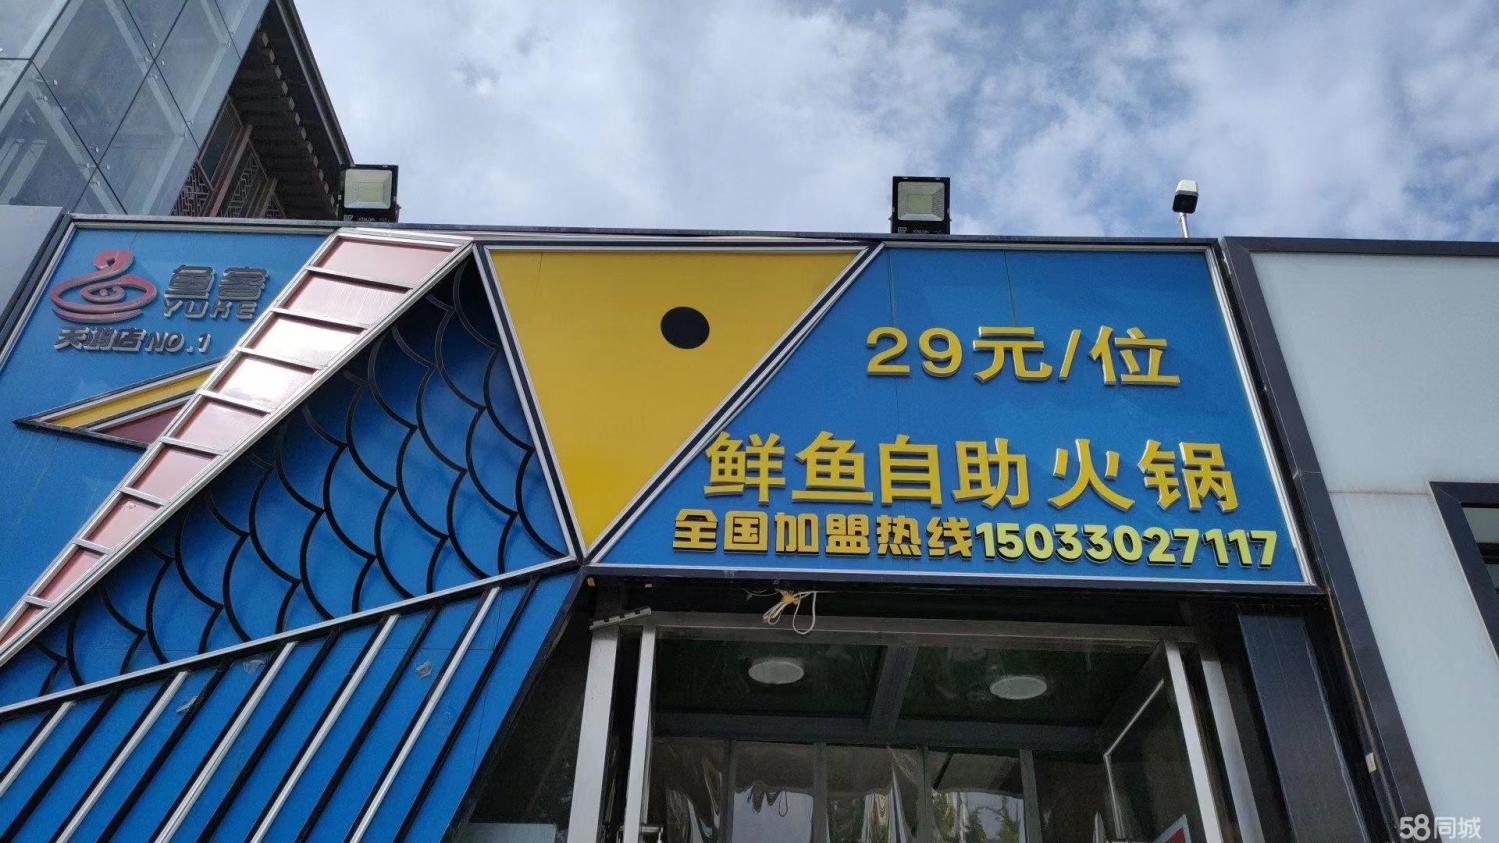 鱼客
YUKE
天湖店NO.1
29元/位
鲜鱼自助火锅
全国加盟热线15033027117
58同城